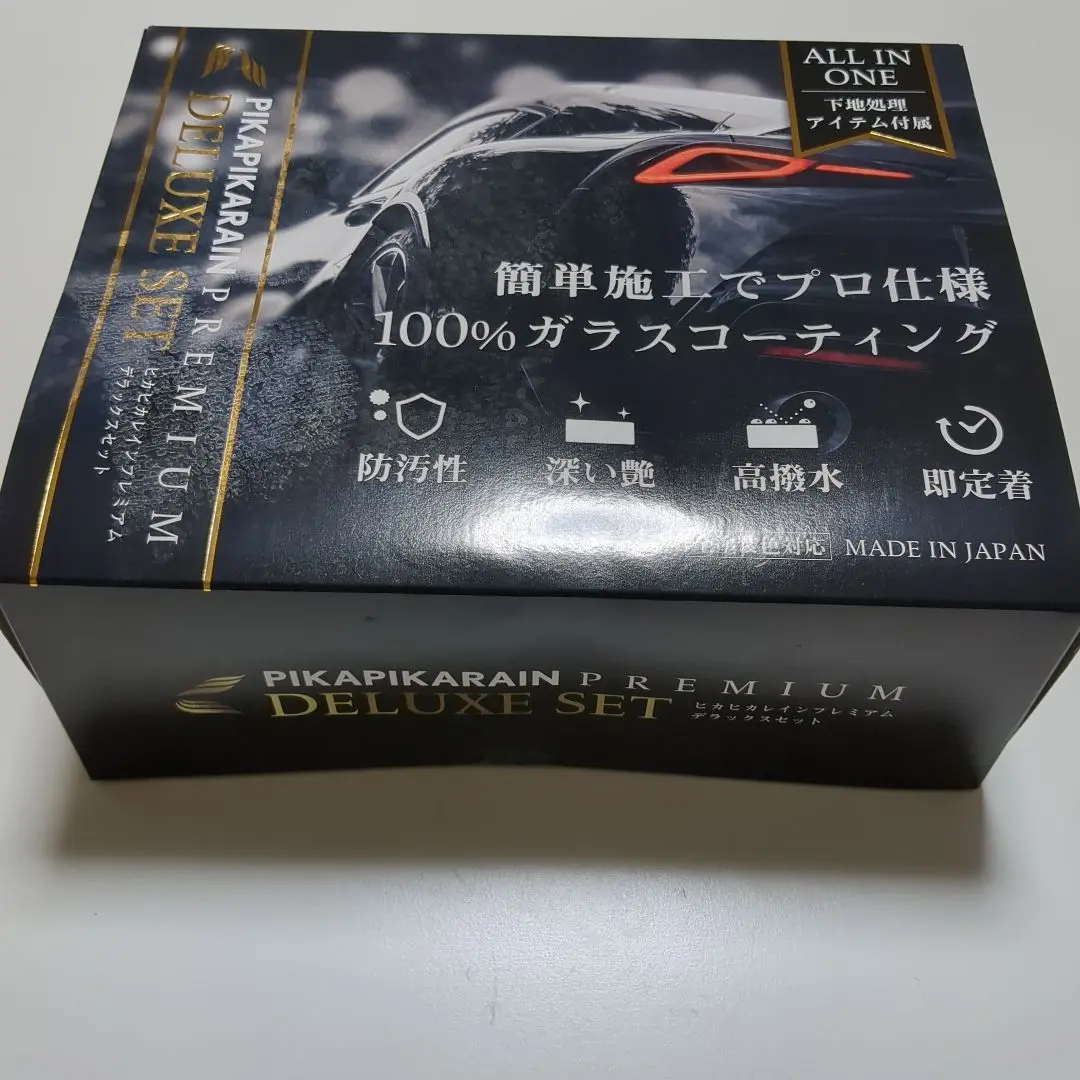 ALL IN
ONE
下地処理
アイテム付属
PIKAPIKARAIN PREMIUM
DELUXE SET
ピカピカレインプレミアム
デラックスセット
簡単施工でプロ仕様
100%ガラスコーティング
防汚性
深い艶
高撥水
即定着
色対応
MADE IN JAPAN
PIKAPIKARAIN PREMIUM
DELUXE SET
ピカピカレインプレミアム
デラックスセット